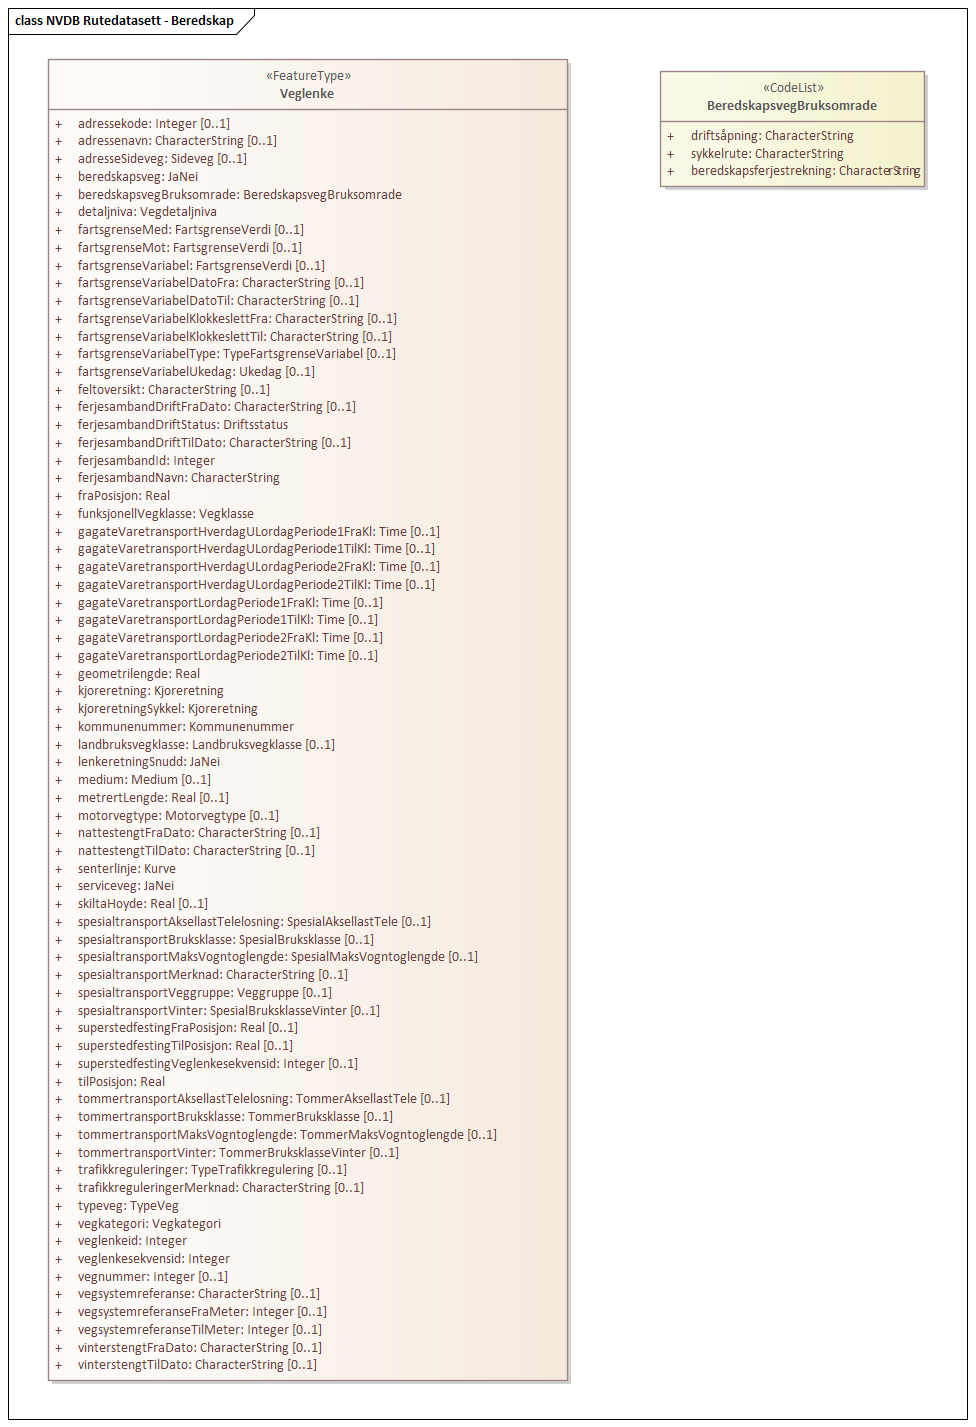 class NVDB Rutedatasett - Beredskap
«FeatureType»
Veglenke
+ adressekode: Integer [0..1]
+ adressenavn: CharacterString [0..1]
+ adresseSideveg: Sideveg [0..1]
+ beredskapsveg: JaNei
+ beredskapsvegBruksomrade: BeredskapsvegBruksomrade
+ detaljniva: Vegdetaljniva
+ fartsgrenseMed: FartsgrenseVerdi [0..1]
+ fartsgrenseMot: FartsgrenseVerdi [0..1]
+ fartsgrenseVariabel: FartsgrenseVerdi [0..1]
+ fartsgrenseVariabelDatoFra: CharacterString [0..1]
+ fartsgrenseVariabelDatoTil: CharacterString [0..1]
+ fartsgrenseVariabelKlokkeslettFra: CharacterString [0..1]
+ fartsgrenseVariabelKlokkeslettTil: CharacterString [0..1]
+ fartsgrenseVariabelType: TypeFartsgrenseVariabel [0..1]
+ fartsgrenseVariabelUkedag: Ukedag [0..1]
+ feltoversikt: CharacterString [0..1]
+ ferjesambandDriftFraDato: CharacterString [0..1]
+ ferjesambandDriftStatus: Driftsstatus
+ ferjesambandDriftTilDato: CharacterString [0..1]
+ ferjesambandId: Integer
+ ferjesambandNavn: CharacterString
+ fraPosisjon: Real
+ funksjonellVegklasse: Vegklasse
+ gagateVaretransportHverdagULordagPeriode1FraKl: Time [0..1]
+ gagateVaretransportHverdagULordagPeriode1TilKl: Time [0..1]
+ gagateVaretransportHverdagULordagPeriode2FraKl: Time [0..1]
+ gagateVaretransportHverdagULordagPeriode2TilKl: Time [0..1]
+ gagateVaretransportLordagPeriode1FraKl: Time [0..1]
+ gagateVaretransportLordagPeriode1TilKl: Time [0..1]
+ gagateVaretransportLordagPeriode2FraKl: Time [0..1]
+ gagateVaretransportLordagPeriode2TilKl: Time [0..1]
+ geometrilengde: Real
+ kjoreretning: Kjoreretning
+ kjoreretningSykkel: Kjoreretning
+ kommunenummer: Kommunenummer
+ landbruksvegklasse: Landbruksvegklasse [0..1]
+ lenkeretningSnudd: JaNei
+ medium: Medium [0..1]
+ metrertLengde: Real [0..1]
+ motorvegtype: Motorvegtype [0..1]
+ nattestengtFraDato: CharacterString [0..1]
+ nattestengtTilDato: CharacterString [0..1]
+ senterlinje: Kurve
+ serviceveg: JaNei
+ skiltaHoyde: Real [0..1]
+ spesialtransportAksellastTelelosning: SpesialAksellastTele [0..1]
+ spesialtransportBruksklasse: SpesialBruksklasse [0..1]
+ spesialtransportMaksVogntoglengde: SpesialMaksVogntoglengde [0..1]
+ spesialtransportMerknad: CharacterString [0..1]
+ spesialtransportVeggruppe: Veggruppe [0..1]
+ spesialtransportVinter: SpesialBruksklasseVinter [0..1]
+ superstedfestingFraPosisjon: Real [0..1]
+ superstedfestingTilPosisjon: Real [0..1]
+ superstedfestingVeglenkesekvensid: Integer [0..1]
+ tilPosisjon: Real
+ tommertransportAksellastTelelosning: TommerAksellastTele [0..1]
+ tommertransportBruksklasse: TommerBruksklasse [0..1]
+ tommertransportMaksVogntoglengde: TommerMaksVogntoglengde [0..1]
+ tommertransportVinter: TommerBruksklasseVinter [0..1]
+ trafikkreguleringer: TypeTrafikkregulering [0..1]
+ trafikkreguleringerMerknad: CharacterString [0..1]
+ typeveg: TypeVeg
+ vegkategori: Vegkategori
+ veglenkeid: Integer
+ veglenkesekvensid: Integer
+ vegnummer: Integer [0..1]
+ vegsystemreferanse: CharacterString [0..1]
+ vegsystemreferanseFraMeter: Integer [0..1]
+ vegsystemreferanseTilMeter: Integer [0..1]
+ vinterstengtFraDato: CharacterString [0..1]
+ vinterstengtTilDato: CharacterString [0..1]
«CodeList»
BeredskapsvegBruksomrade
+ driftsåpning: CharacterString
+ sykkelrute: CharacterString
+ beredskapsferjestrekning: CharacterString